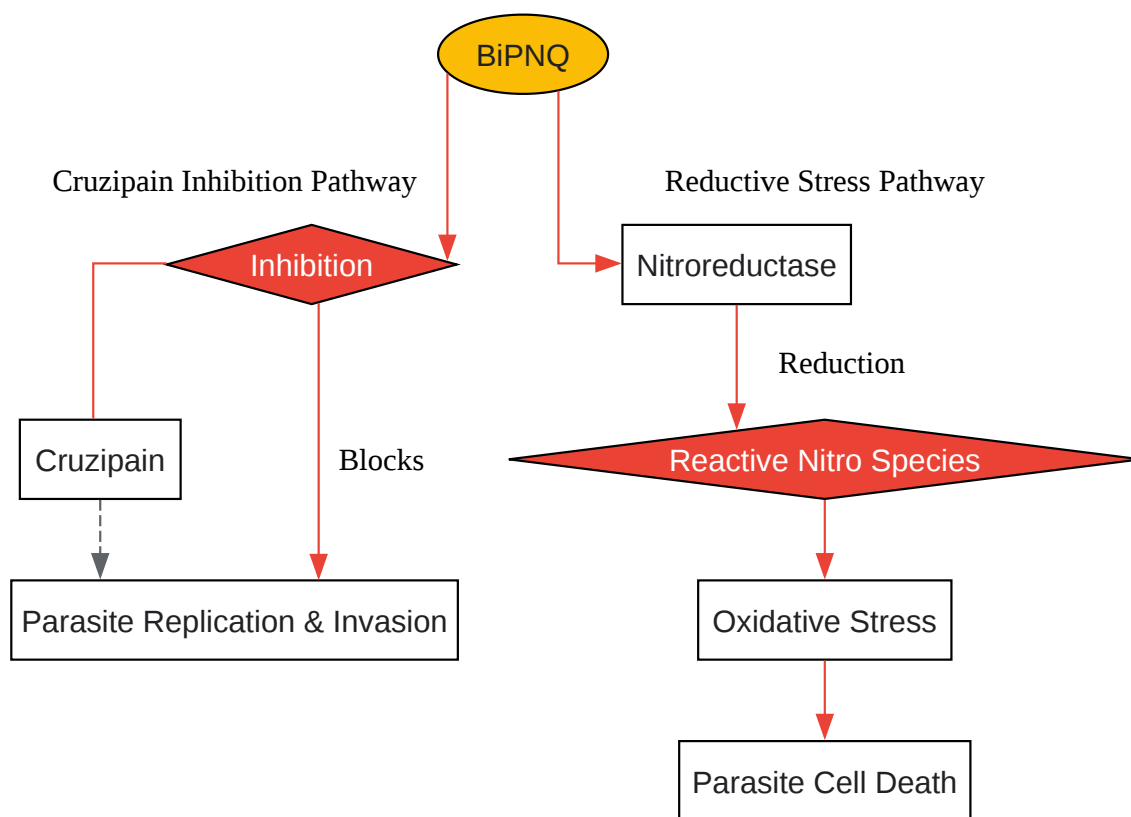 BiPNQ
Cruzipain Inhibition Pathway
Reductive Stress Pathway
Inhibition
Nitroreductase
Reduction
Cruzipain
Blocks
Reactive Nitro Species
Parasite Replication & Invasion
Oxidative Stress
Parasite Cell Death